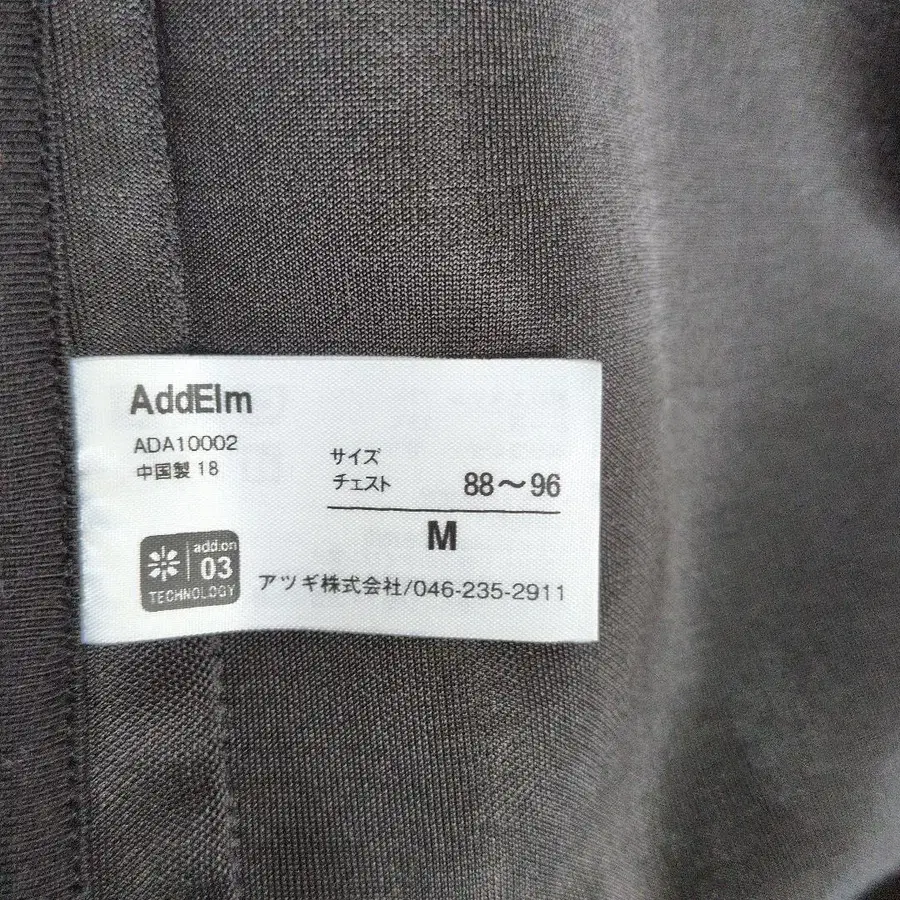 AddElm
ADA10002
中国製 18
サイズ
チェスト 88〜96
M
add.on
03
TECHNOLOGY
アツギ株式会社/046-235-2911